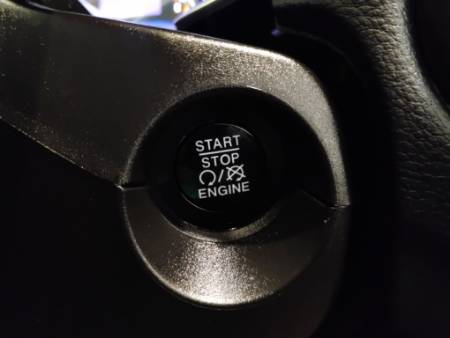 START
STOP
/
ENGINE